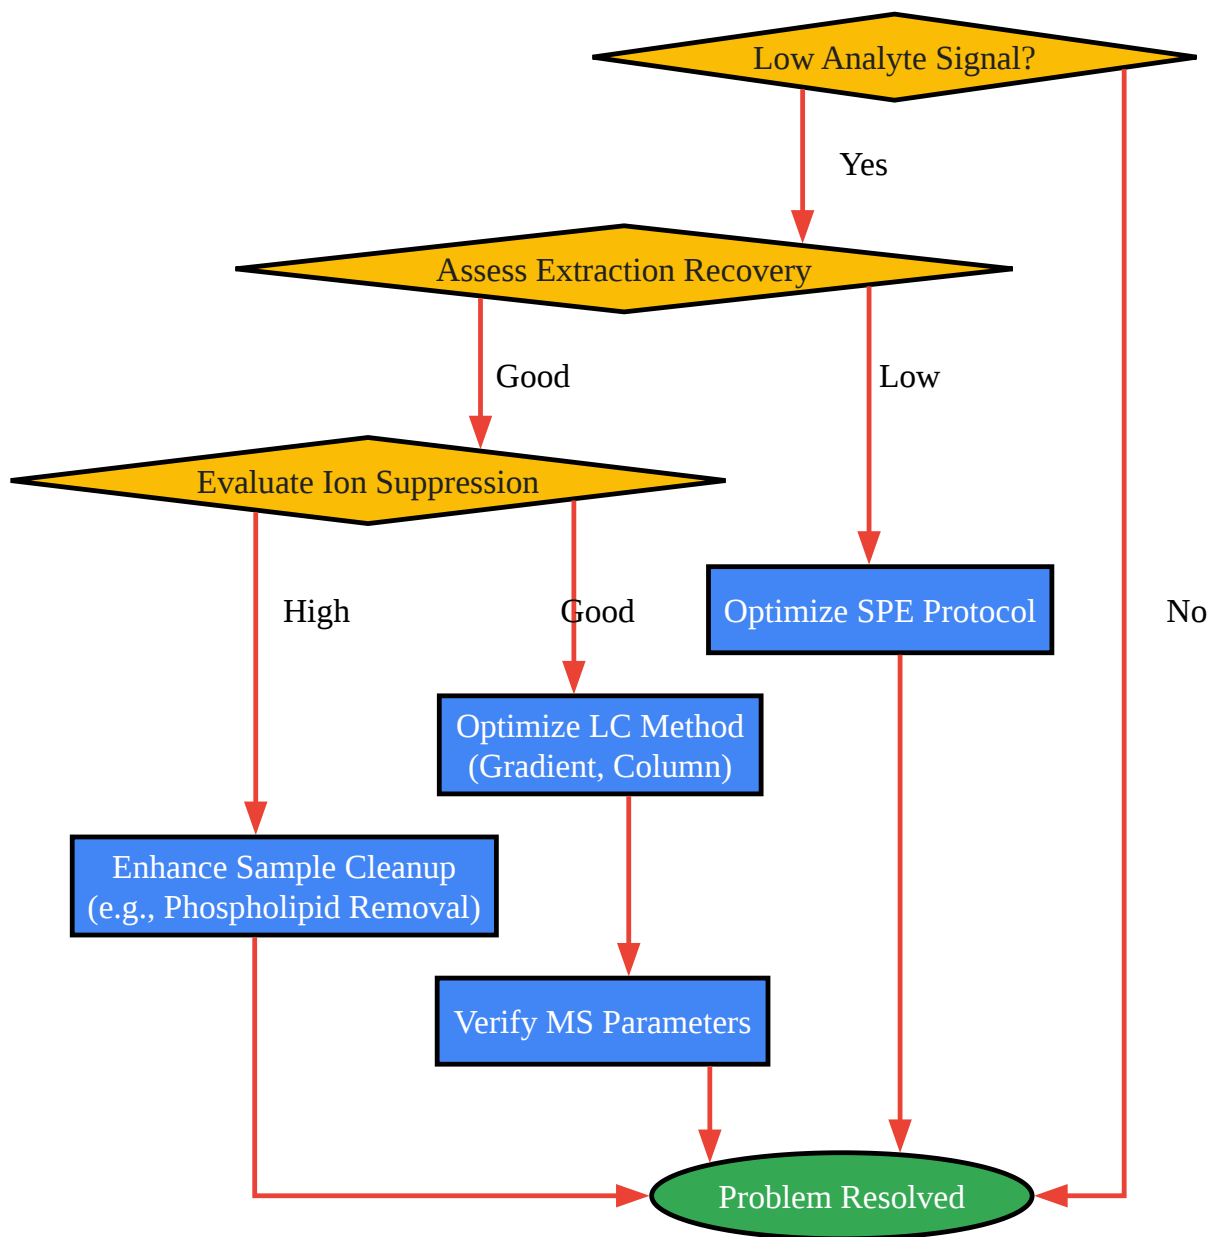 Low Analyte Signal?
Yes
Assess Extraction Recovery
Good
Low
Evaluate Ion Suppression
High
Good
Optimize SPE Protocol
No
Optimize LC Method
(Gradient, Column)
Enhance Sample Cleanup
(e.g., Phospholipid Removal)
Verify MS Parameters
Problem Resolved